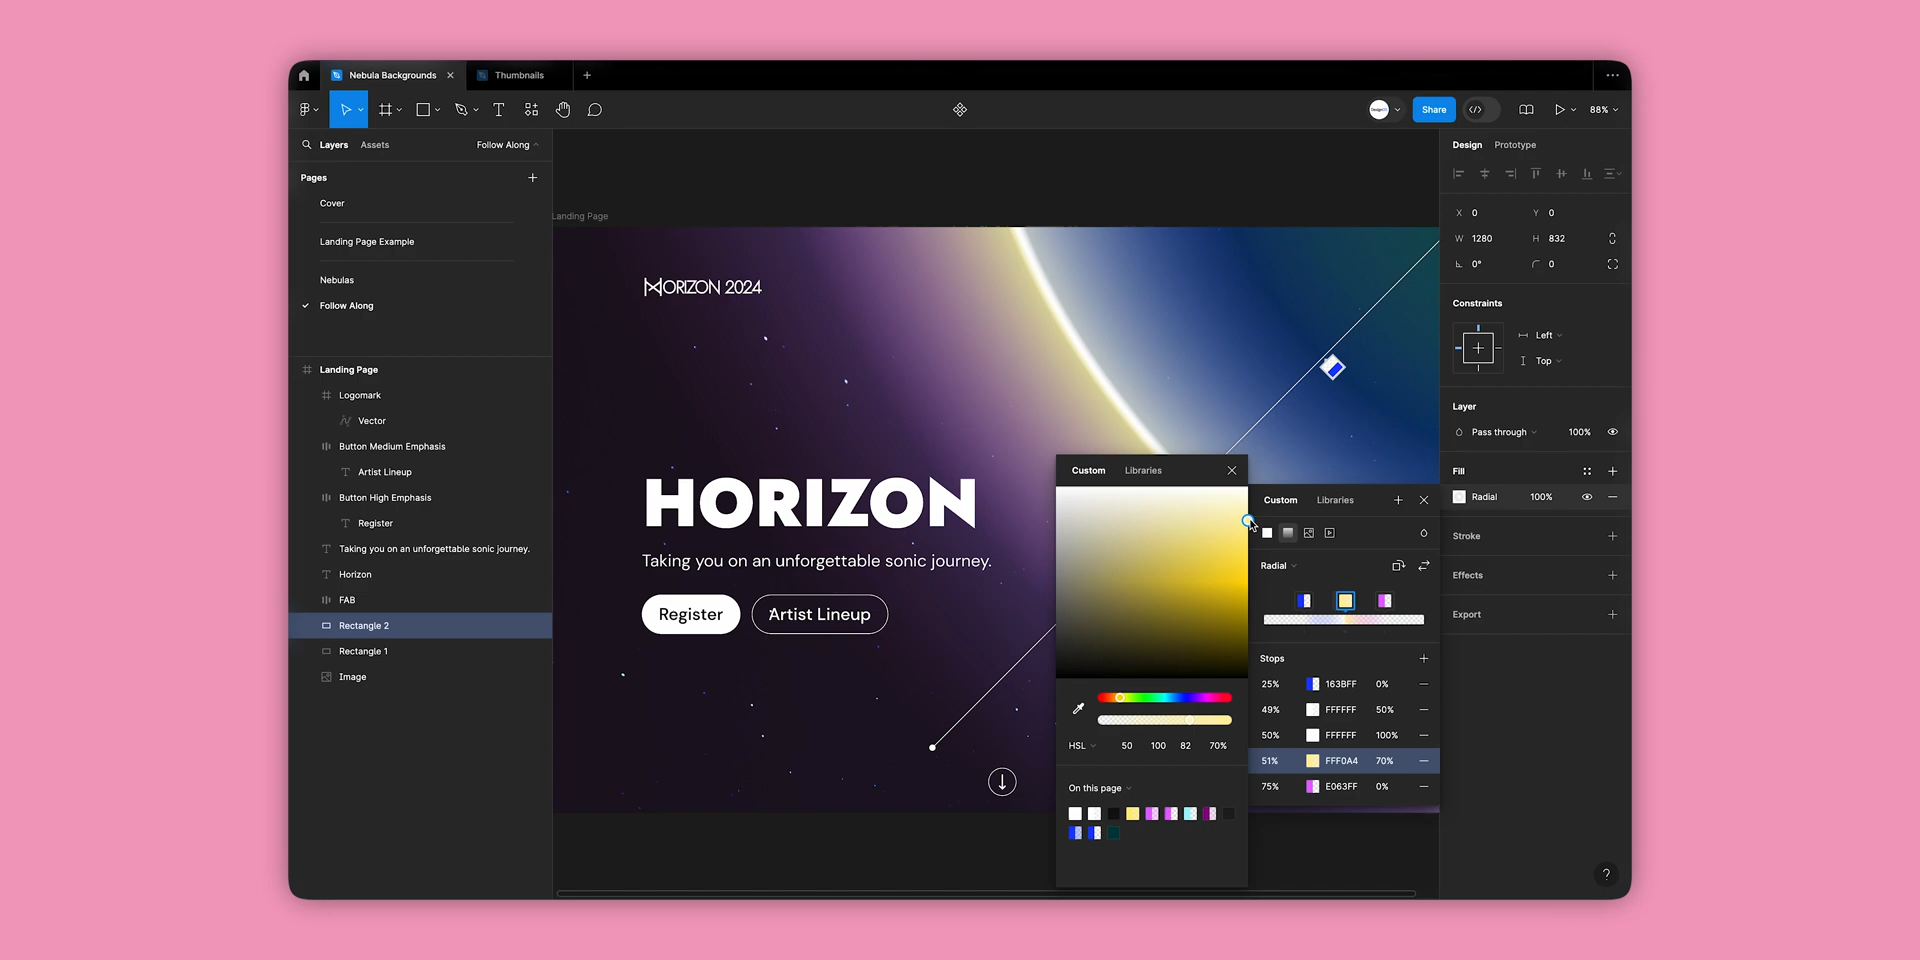 Nebula Backgrounds
Thumbnails
Share
88%
Layers
Assets
Follow Along
Pages
Cover
Landing Page Example
Nebulas
Follow Along
Landing Page
Logomark
Vector
Button Medium Emphasis
Artist Lineup
Button High Emphasis
Register
Taking you on an unforgettable sonic journey.
Horizon
FAB
Rectangle 2
Rectangle 1
Image
Landing Page
HORIZON 2024
HORIZON
Taking you on an unforgettable sonic journey.
Register
Artist Lineup
Custom
Libraries
HSL
50
100
82
70%
On this page
Custom
Libraries
Radial
Stops
25% 163BFF 0%
49% FFFFFF 50%
50% FFFFFF 100%
51% FFF0A4 70%
75% E063FF 0%
Design
Prototype
X 0
Y 0
W 1280
H 832
0°
0
Constraints
Left
Top
Layer
Pass through
100%
Fill
Radial
100%
Stroke
Effects
Export
?